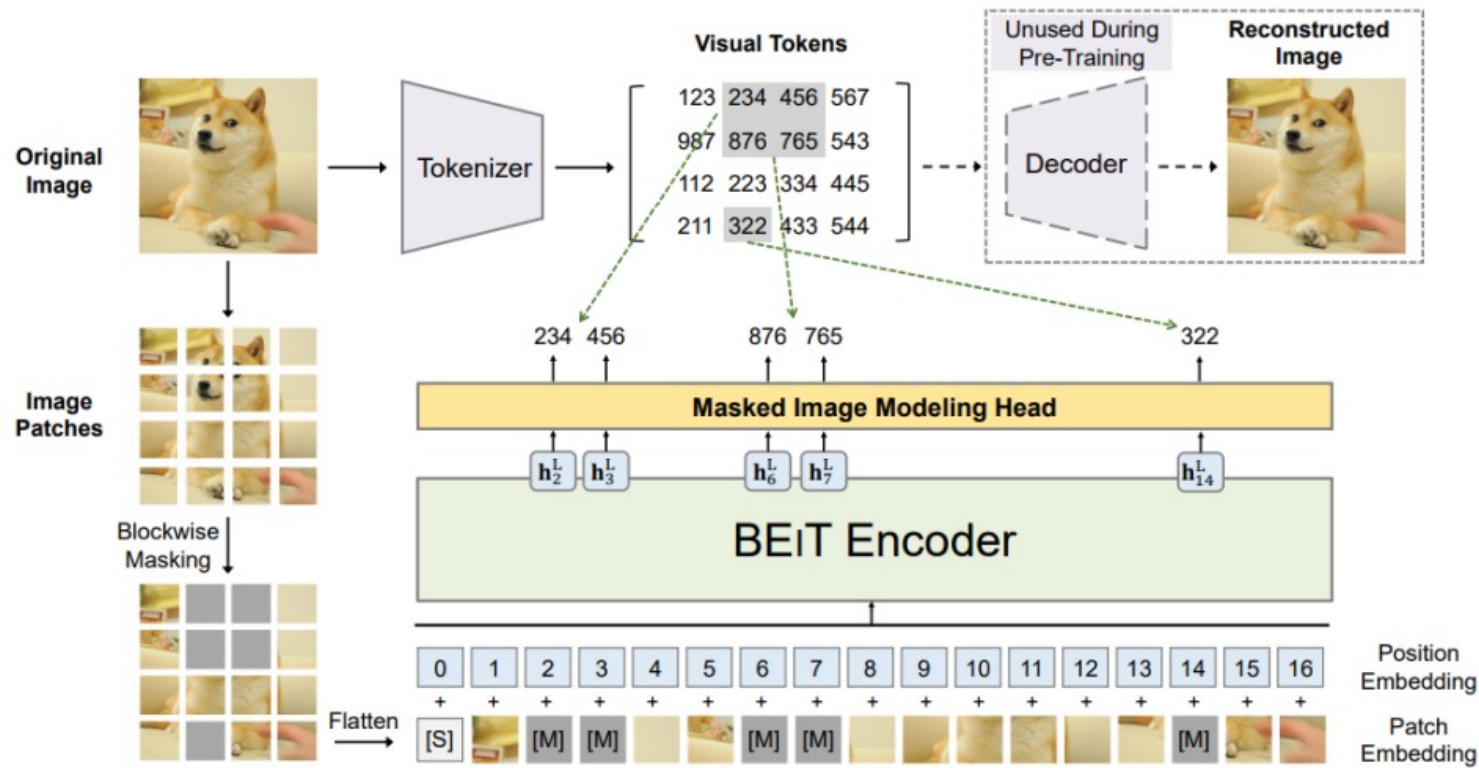 Visual Tokens
Unused During
Pre-Training
Reconstructed
Image
Original
Image
Tokenizer
123 234 456 567
987 876 765 543
112 223 334 445
211 322 433 544
Decoder
234 456 876 765 322
Image
Patches
Masked Image Modeling Head
h₂ᴸ h₃ᴸ h₆ᴸ h₇ᴸ h₁₄ᴸ
Blockwise
Masking
BEIT Encoder
0 1 2 3 4 5 6 7 8 9 10 11 12 13 14 15 16
Position
Embedding
+ + + + + + + + + + + + + + + + +
Flatten
[S] [M] [M] [M] [M] [M]
Patch
Embedding